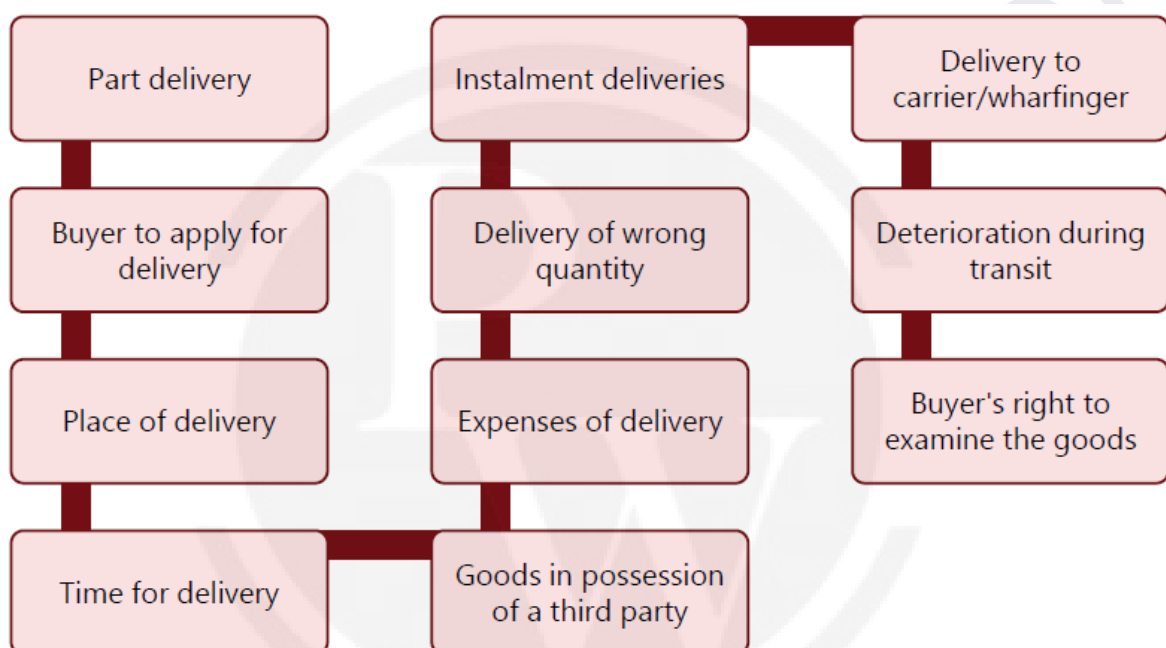 Part delivery
Buyer to apply for
delivery
Place of delivery
Time for delivery
Goods in possession
of a third party
Expenses of delivery
Delivery of wrong
quantity
Instalment deliveries
Delivery to
carrier/wharfinger
Deterioration during
transit
Buyer's right to
examine the goods
PW